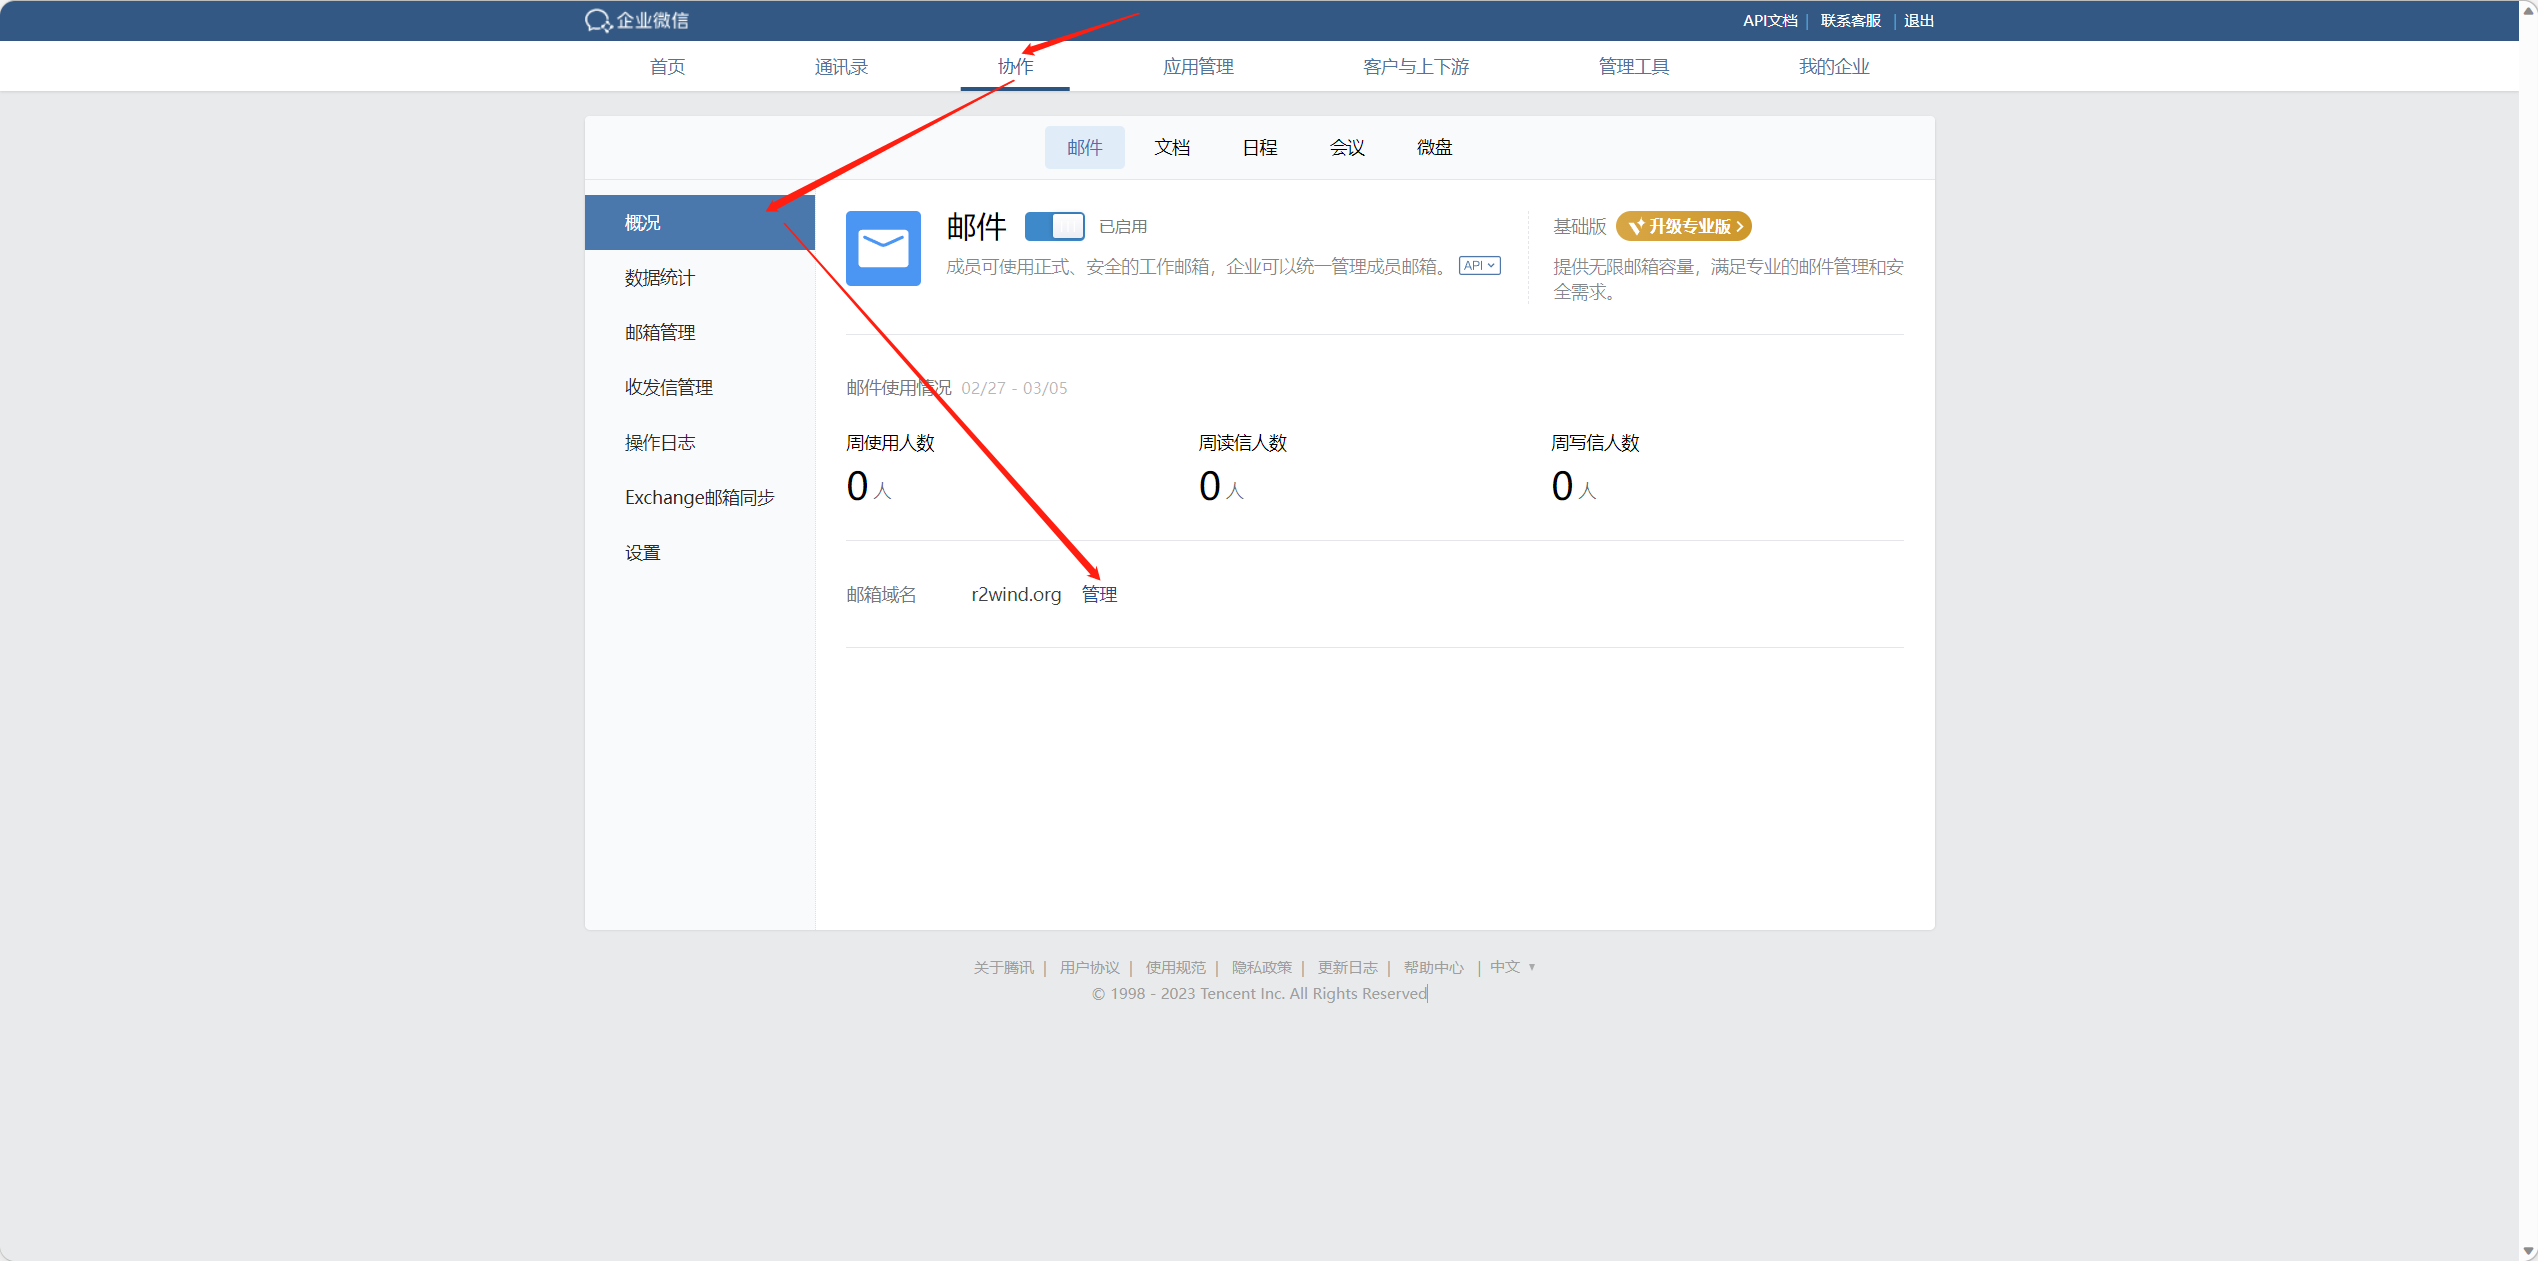 企业微信
API文档 | 联系客服 | 退出
首页 通讯录 协作 应用管理 客户与上下游 管理工具 我的企业
邮件 文档 日程 会议 微盘
概况
数据统计
邮箱管理
收发信管理
操作日志
Exchange邮箱同步
设置
邮件 已启用
成员可使用正式、安全的工作邮箱，企业可以统一管理成员邮箱。 API
基础版 升级专业版
提供无限邮箱容量，满足专业的邮件管理和安
全需求。
邮件使用情况 02/27 - 03/05
周使用人数 周读信人数 周写信人数
0 人 0 人 0 人
邮箱域名 r2wind.org 管理
关于腾讯 | 用户协议 | 使用规范 | 隐私政策 | 更新日志 | 帮助中心 | 中文
© 1998 - 2023 Tencent Inc. All Rights Reserved